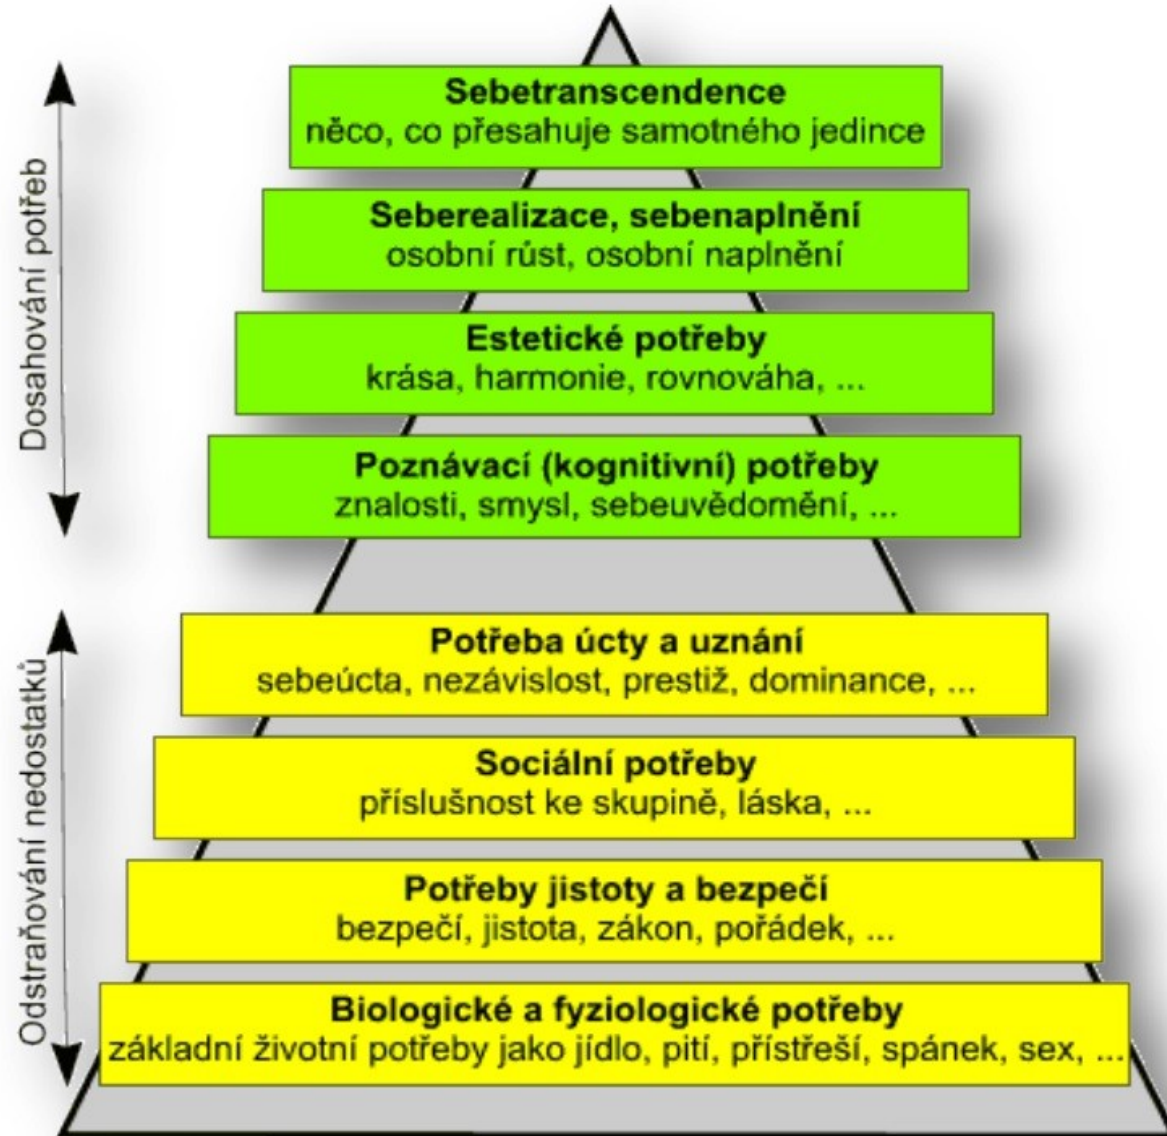 Sebetranscendence
něco, co přesahuje samotného jedince
Seberealizace, sebenaplnění
osobní růst, osobní naplnění
Estetické potřeby
krása, harmonie, rovnováha, ...
Poznávací (kognitivní) potřeby
znalosti, smysl, sebeuvědomění, ...
Dosahování potřeb
Potřeba úcty a uznání
sebeúcta, nezávislost, prestiž, dominance, ...
Sociální potřeby
příslušnost ke skupině, láska, ...
Potřeby jistoty a bezpečí
bezpečí, jistota, zákon, pořádek, ...
Biologické a fyziologické potřeby
základní životní potřeby jako jídlo, pití, přístřeší, spánek, sex, ...
Odstraňování nedostatků